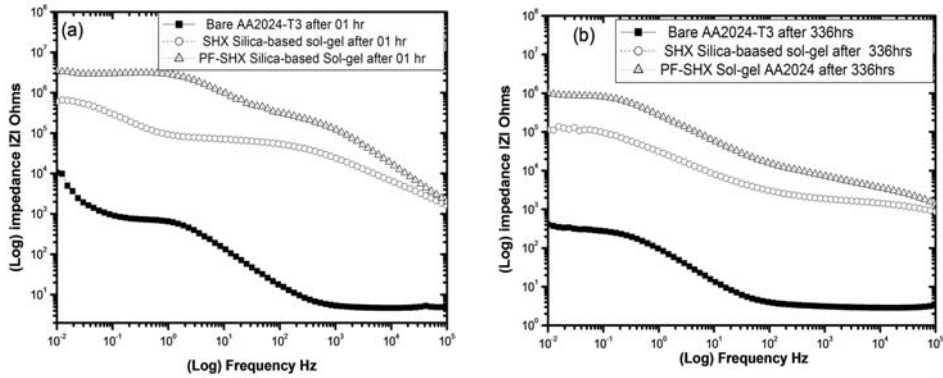 (a)
Bare AA2024-T3 after 01 hr
SHX Silica-based sol-gel after 01 hr
PF-SHX Silica-based Sol-gel after 01 hr
(Log) impedance IZI Ohms
10^8
10^7
10^6
10^5
10^4
10^3
10^2
10^1
10^-2 10^-1 10^0 10^1 10^2 10^3 10^4 10^5
(Log) Frequency Hz
(b)
Bare AA2024-T3 after 336hrs
SHX Silica-baased sol-gel after 336hrs
PF-SHX Sol-gel AA2024 after 336hrs
(Log) impedance IZI Ohms
10^8
10^7
10^6
10^5
10^4
10^3
10^2
10^1
10^0
10^-2 10^-1 10^0 10^1 10^2 10^3 10^4 10^5
(Log) Frequency Hz